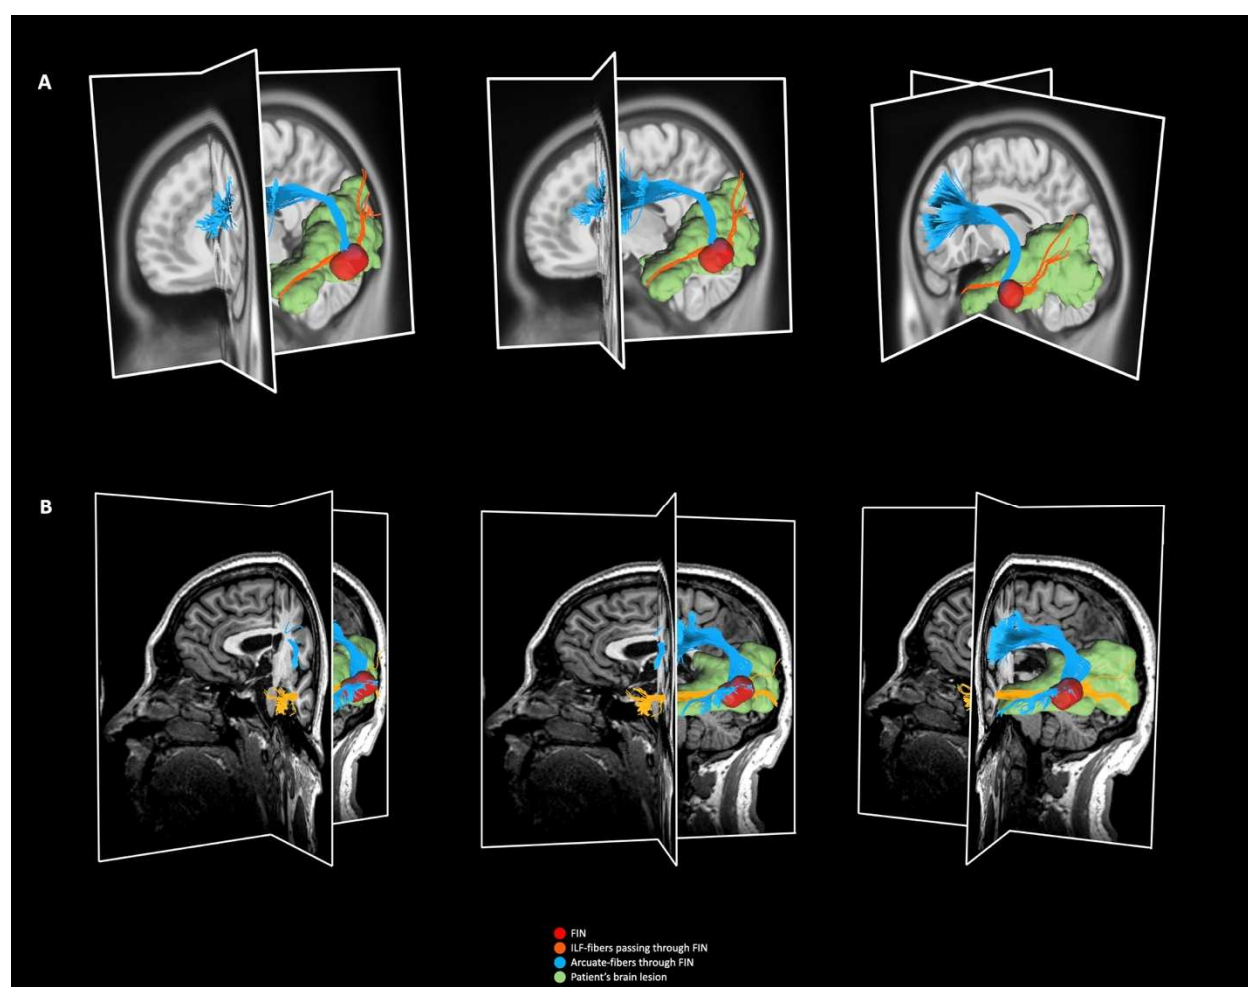 A
B
FIN
ILF-fibers passing through FIN
Arcuate-fibers through FIN
Patient's brain lesion